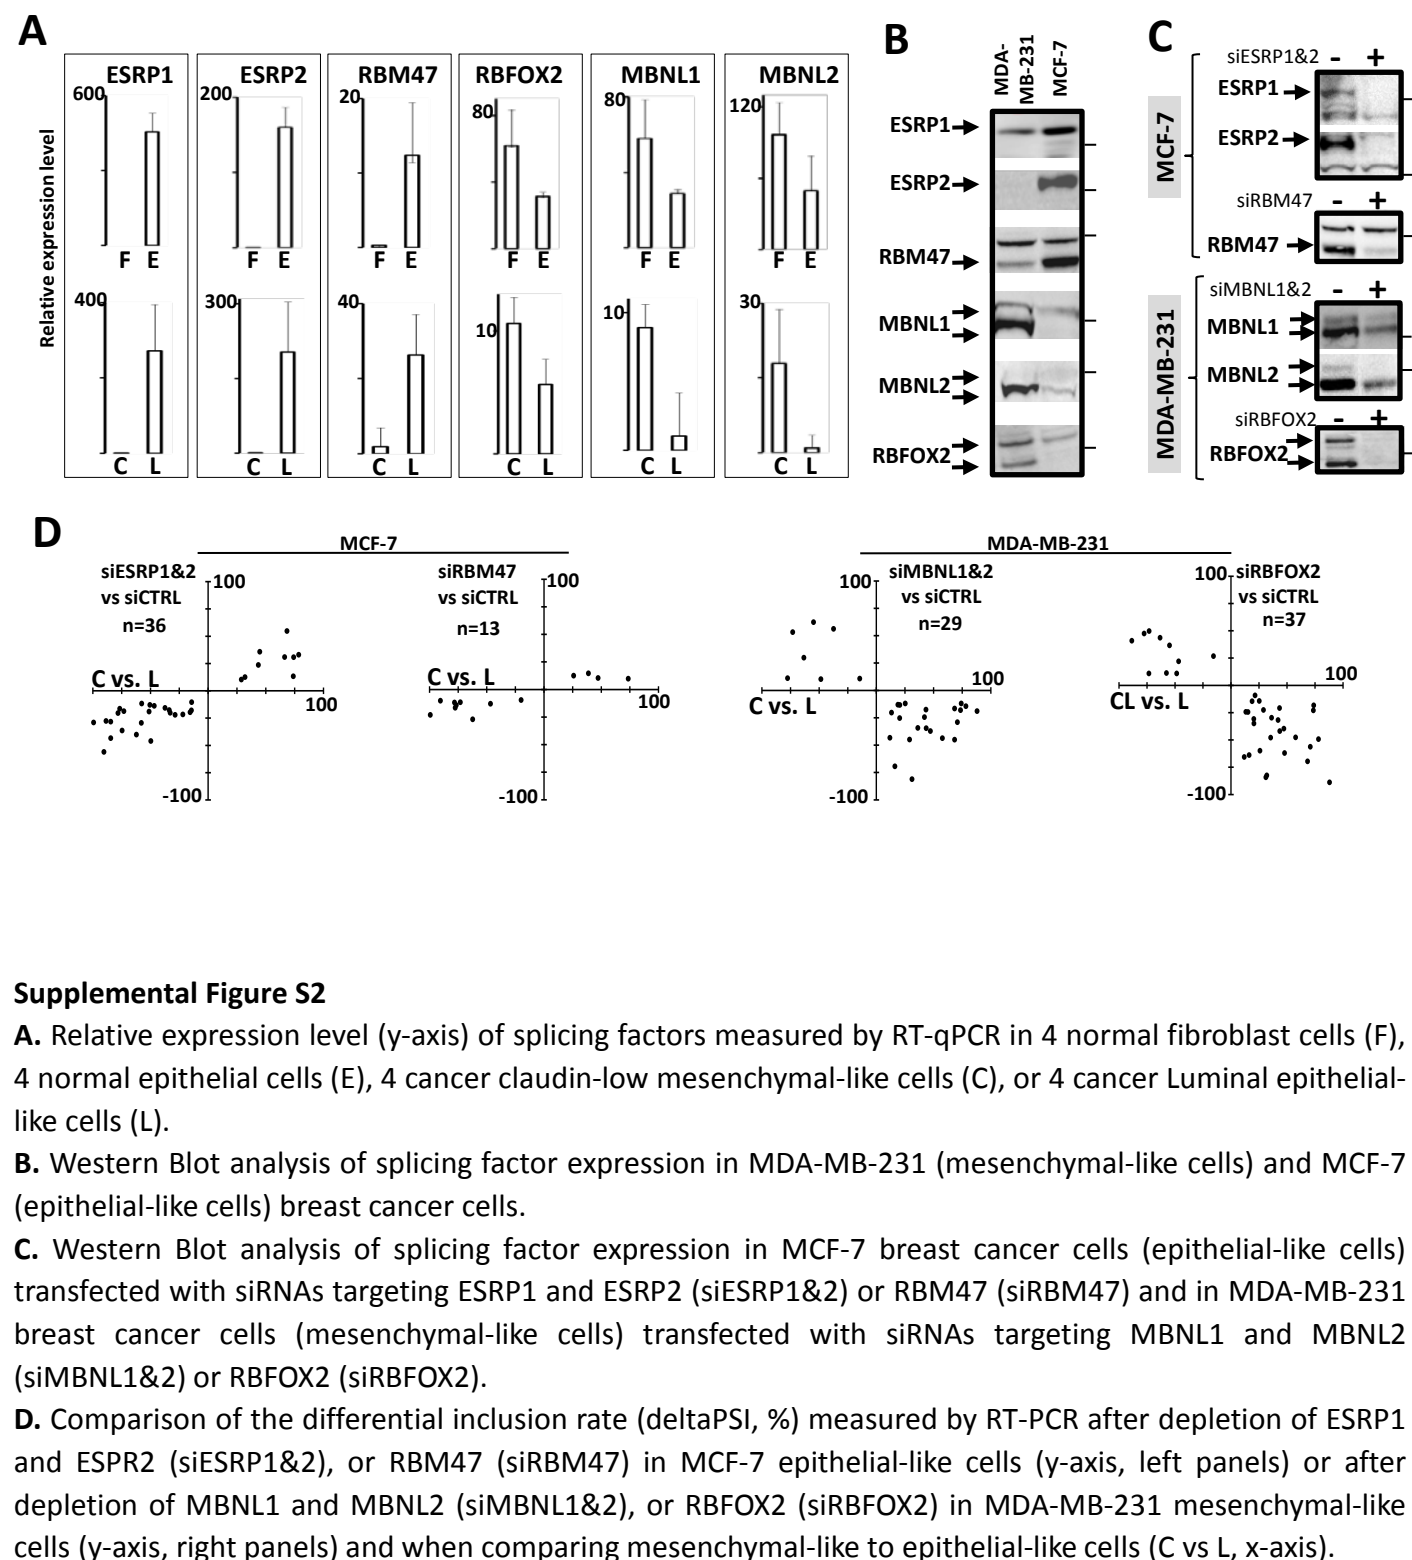 A
ESRP1
ESRP2
RBM47
RBFOX2
MBNL1
MBNL2
Relative expression level
600
200
20
80
80
120
F E
F E
F E
F E
F E
F E
400
300
40
10
10
30
C L
C L
C L
C L
C L
C L
B
MDA-
MB-231
MCF-7
ESRP1
ESRP2
RBM47
MBNL1
MBNL2
RBFOX2
C
MCF-7
siESRP1&2 - +
ESRP1
ESRP2
siRBM47 - +
RBM47
MDA-MB-231
siMBNL1&2 - +
MBNL1
MBNL2
siRBFOX2 - +
RBFOX2
D
MCF-7
siESRP1&2
vs siCTRL
n=36
100
C vs. L
100
-100
siRBM47
vs siCTRL
n=13
100
C vs. L
100
-100
MDA-MB-231
siMBNL1&2
vs siCTRL
n=29
100
100
C vs. L
-100
siRBFOX2
vs siCTRL
n=37
100
100
CL vs. L
-100
Supplemental Figure S2
A. Relative expression level (y-axis) of splicing factors measured by RT-qPCR in 4 normal fibroblast cells (F),
4 normal epithelial cells (E), 4 cancer claudin-low mesenchymal-like cells (C), or 4 cancer Luminal epithelial-
like cells (L).
B. Western Blot analysis of splicing factor expression in MDA-MB-231 (mesenchymal-like cells) and MCF-7
(epithelial-like cells) breast cancer cells.
C. Western Blot analysis of splicing factor expression in MCF-7 breast cancer cells (epithelial-like cells)
transfected with siRNAs targeting ESRP1 and ESRP2 (siESRP1&2) or RBM47 (siRBM47) and in MDA-MB-231
breast cancer cells (mesenchymal-like cells) transfected with siRNAs targeting MBNL1 and MBNL2
(siMBNL1&2) or RBFOX2 (siRBFOX2).
D. Comparison of the differential inclusion rate (deltaPSI, %) measured by RT-PCR after depletion of ESRP1
and ESPR2 (siESRP1&2), or RBM47 (siRBM47) in MCF-7 epithelial-like cells (y-axis, left panels) or after
depletion of MBNL1 and MBNL2 (siMBNL1&2), or RBFOX2 (siRBFOX2) in MDA-MB-231 mesenchymal-like
cells (y-axis, right panels) and when comparing mesenchymal-like to epithelial-like cells (C vs L, x-axis).